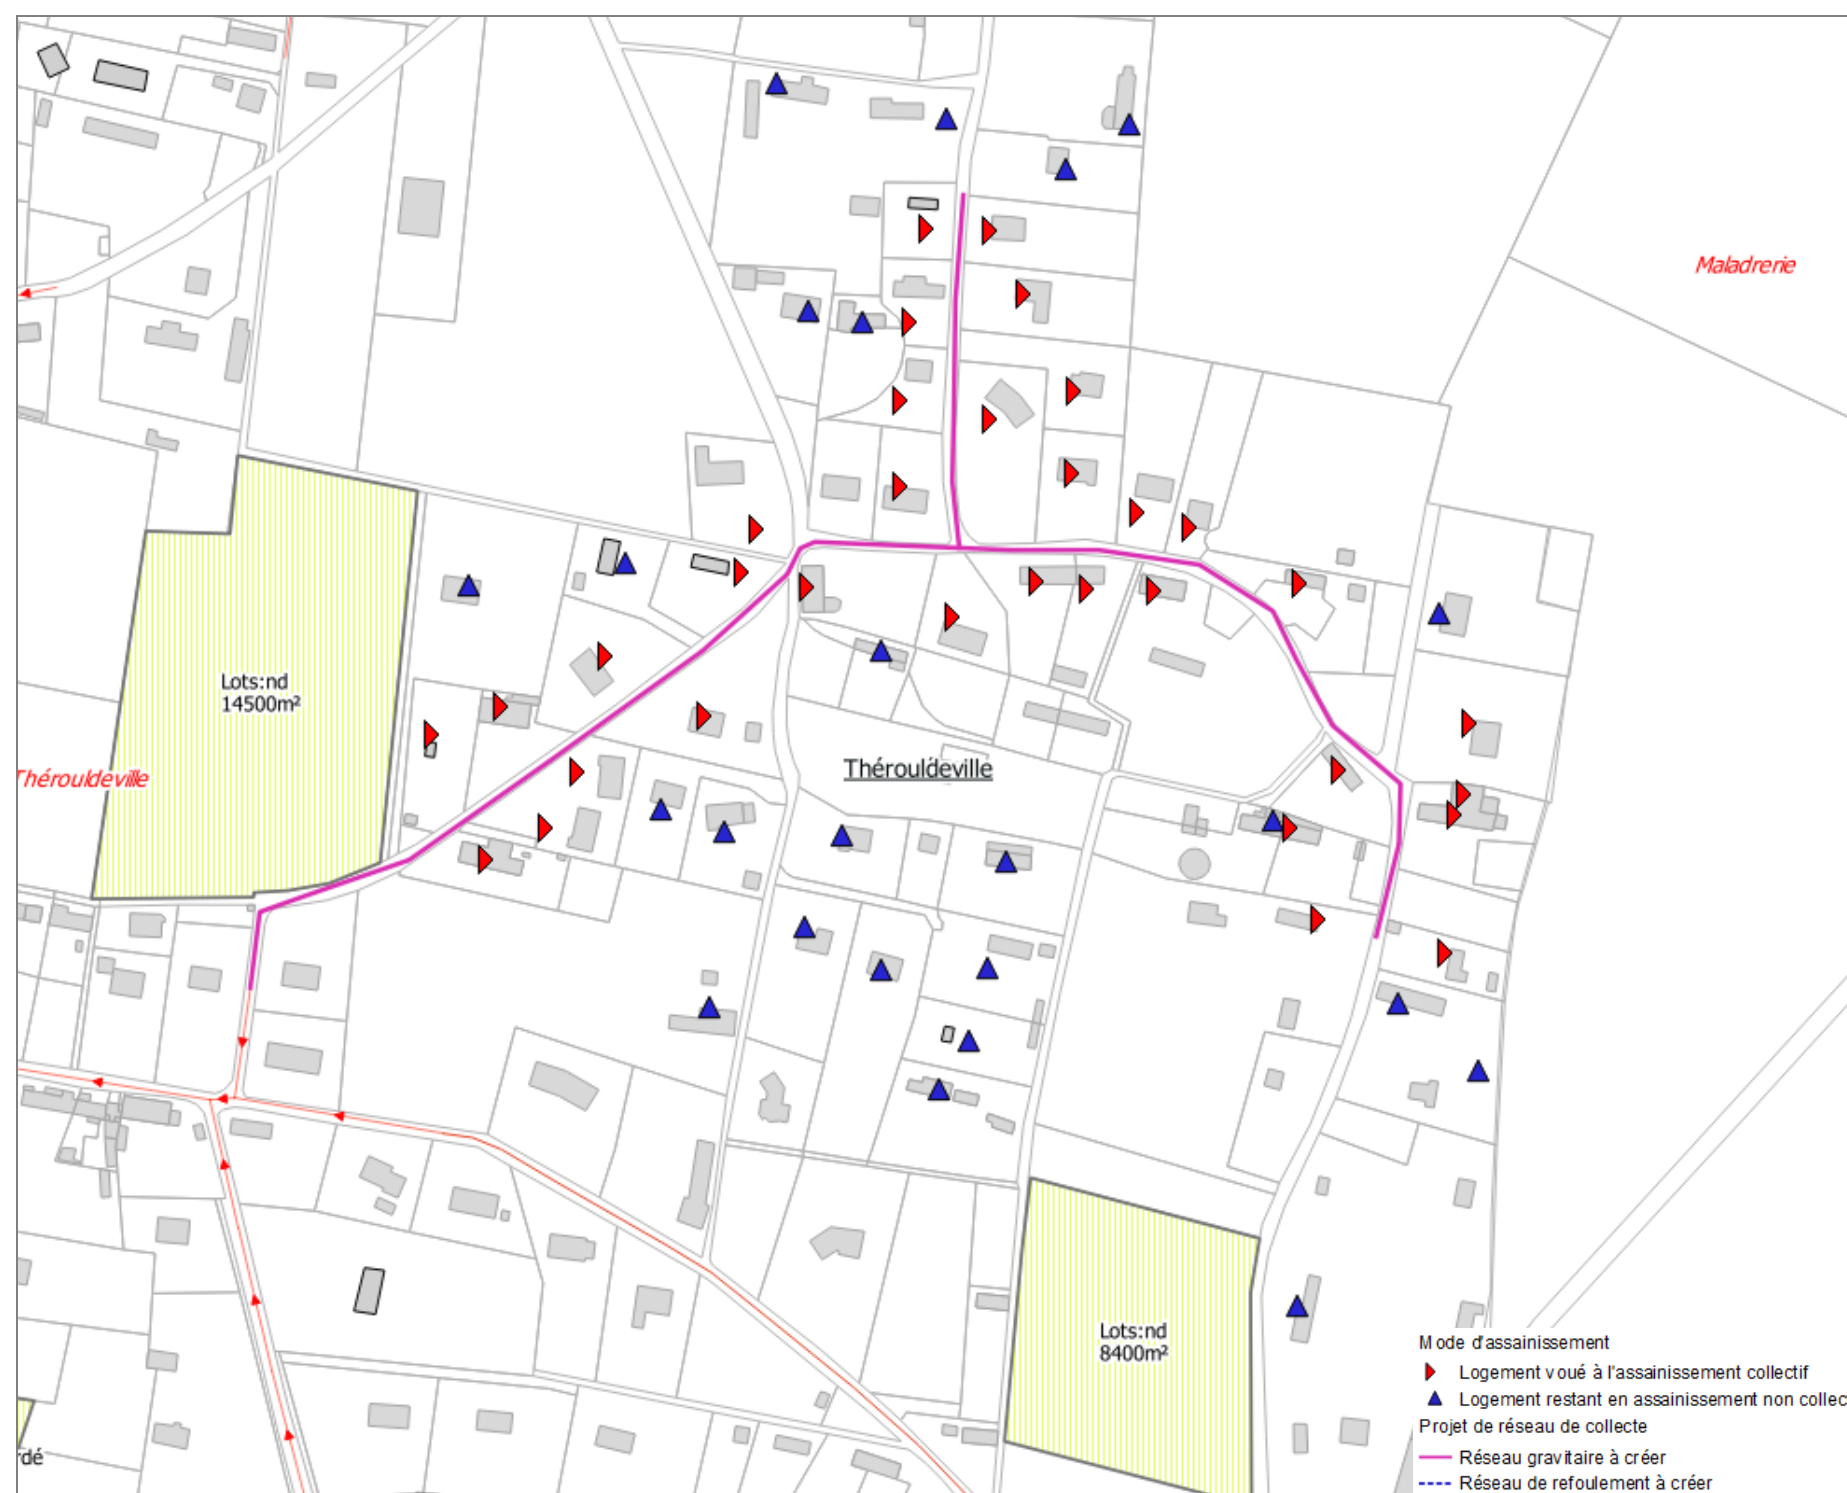 Maladrerie
Lots:nd
14500m²
Thérouldeville
Thérouldeville
Lots:nd
8400m²
Mode d'assainissement
Logement voué à l'assainissement collectif
Logement restant en assainissement non collec
Projet de réseau de collecte
Réseau gravitaire à créer
rdé
Réseau de refoulement à créer